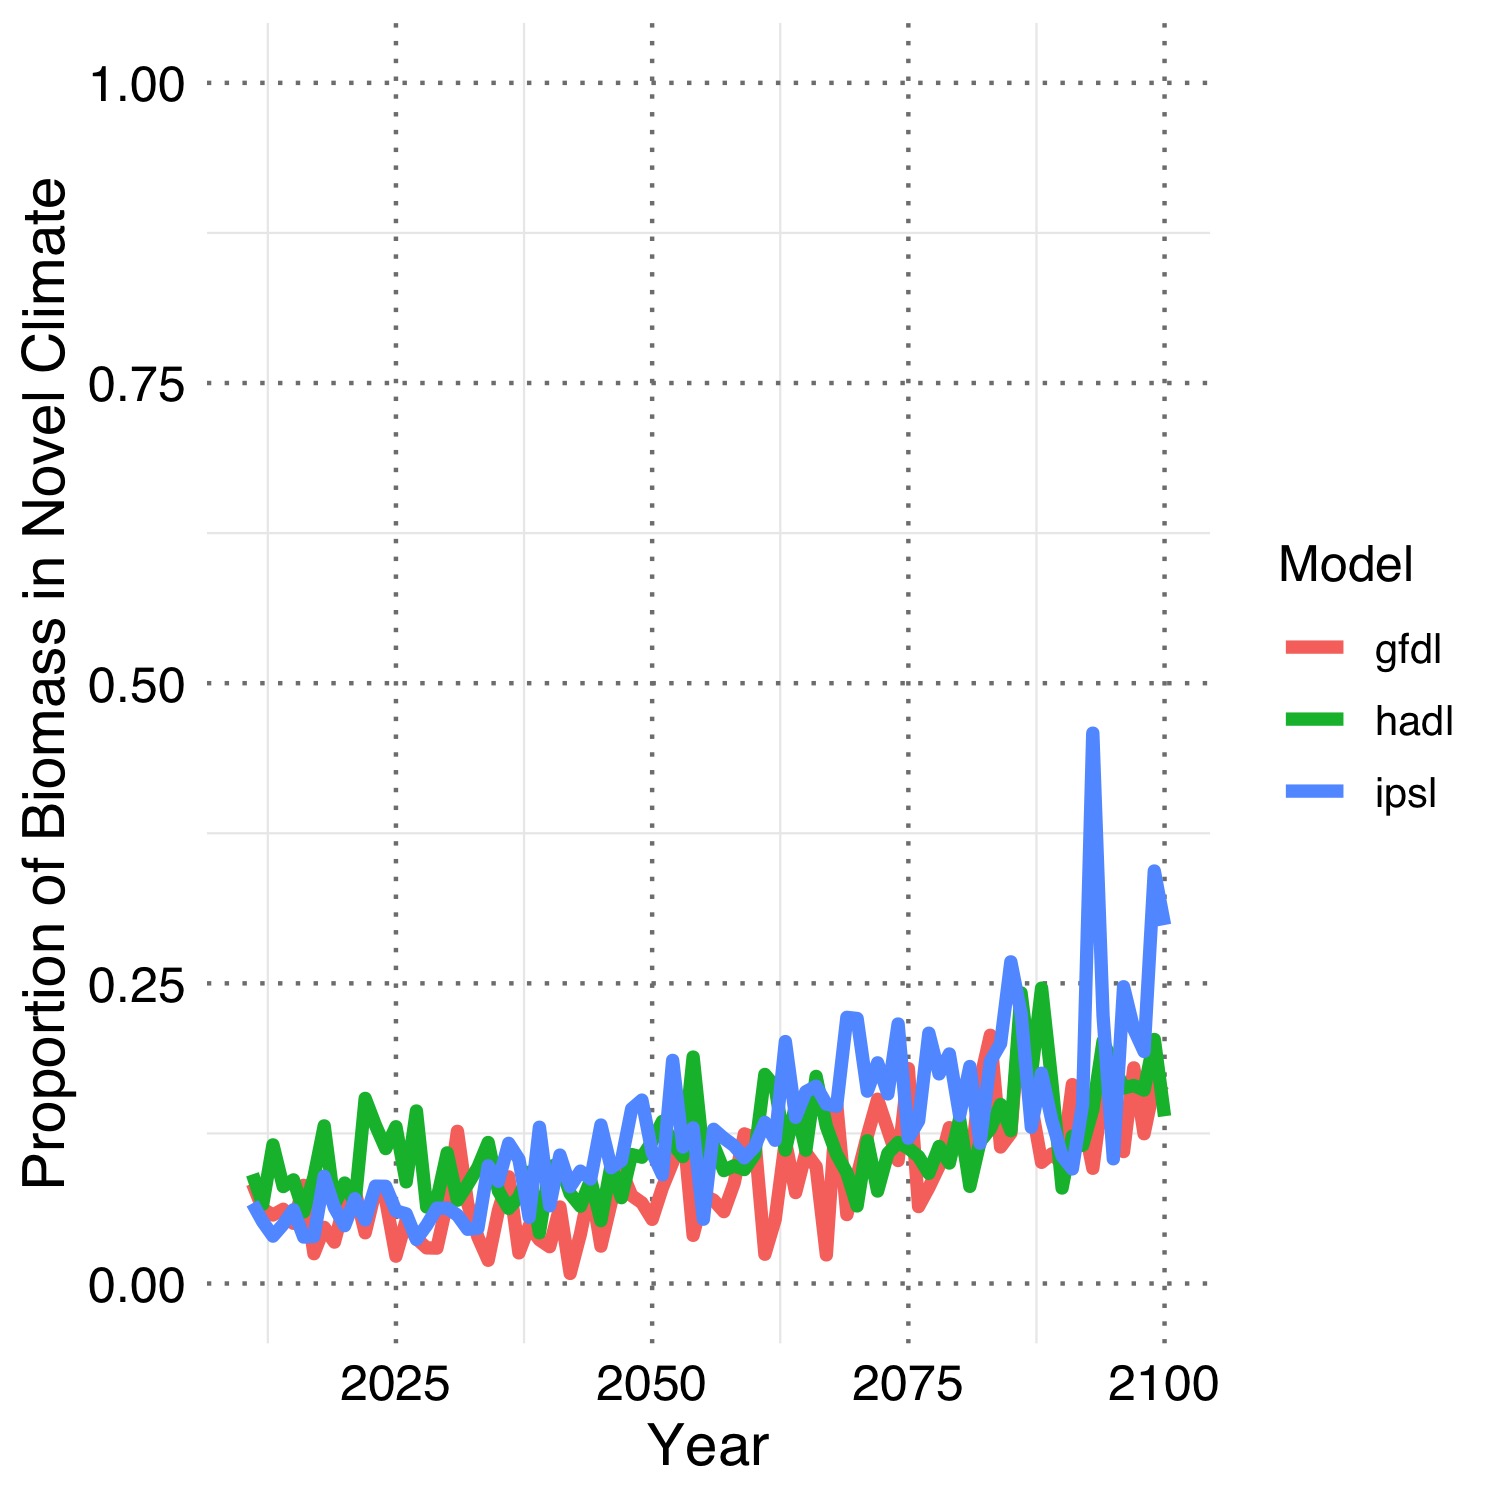 1.00
0.75
0.50
0.25
0.00
Proportion of Biomass in Novel Climate
2025 2050 2075 2100
Year
Model
gfdl
hadl
ipsl